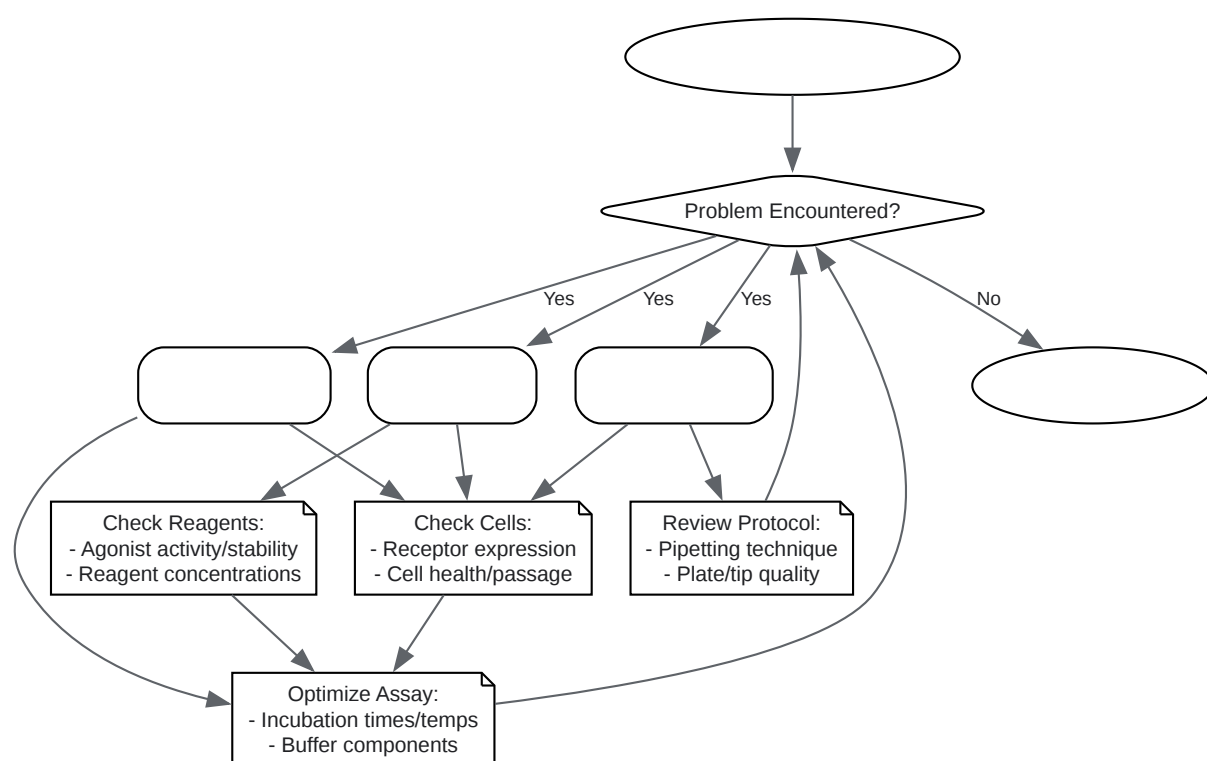 Problem Encountered?
Yes
Yes
Yes
No
Check Reagents:
- Agonist activity/stability
- Reagent concentrations
Check Cells:
- Receptor expression
- Cell health/passage
Review Protocol:
- Pipetting technique
- Plate/tip quality
Optimize Assay:
- Incubation times/temps
- Buffer components